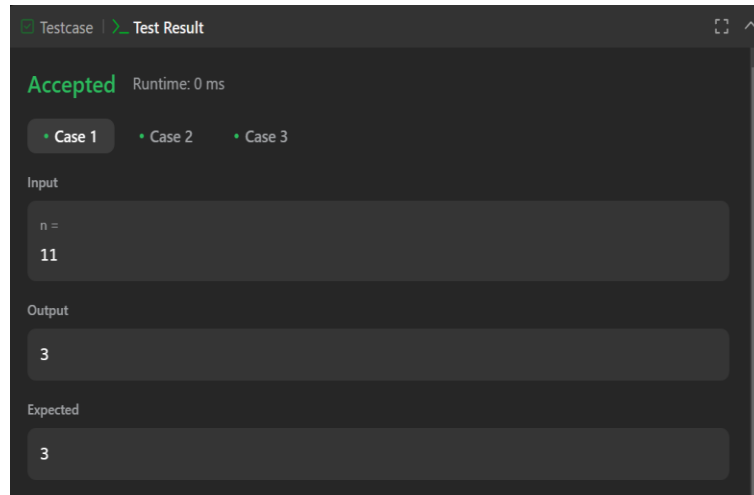 Testcase | >_ Test Result
Accepted Runtime: 0 ms
• Case 1 • Case 2 • Case 3
Input
n =
11
Output
3
Expected
3